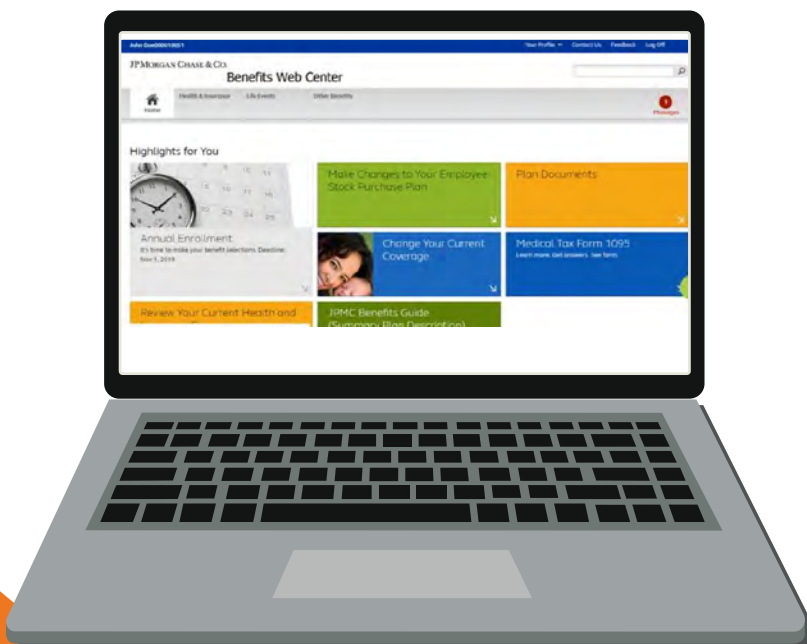 Your Profile Contact Us Feedback Log Off
JPMORGAN CHASE & CO.
Benefits Web Center
Home
Health & Insurance Life Events Other Benefits
Messages
Highlights for You
Make Changes to Your Employee
Stock Purchase Plan
Plan Documents
Annual Enrollment
It's time to make your benefit selections. Deadline:
Change Your Current
Coverage
Medical Tax Form 1095
Learn more. Get answers. See form.
Review Your Current Health and
JPMC Benefits Guide
(Summary Plan Description)